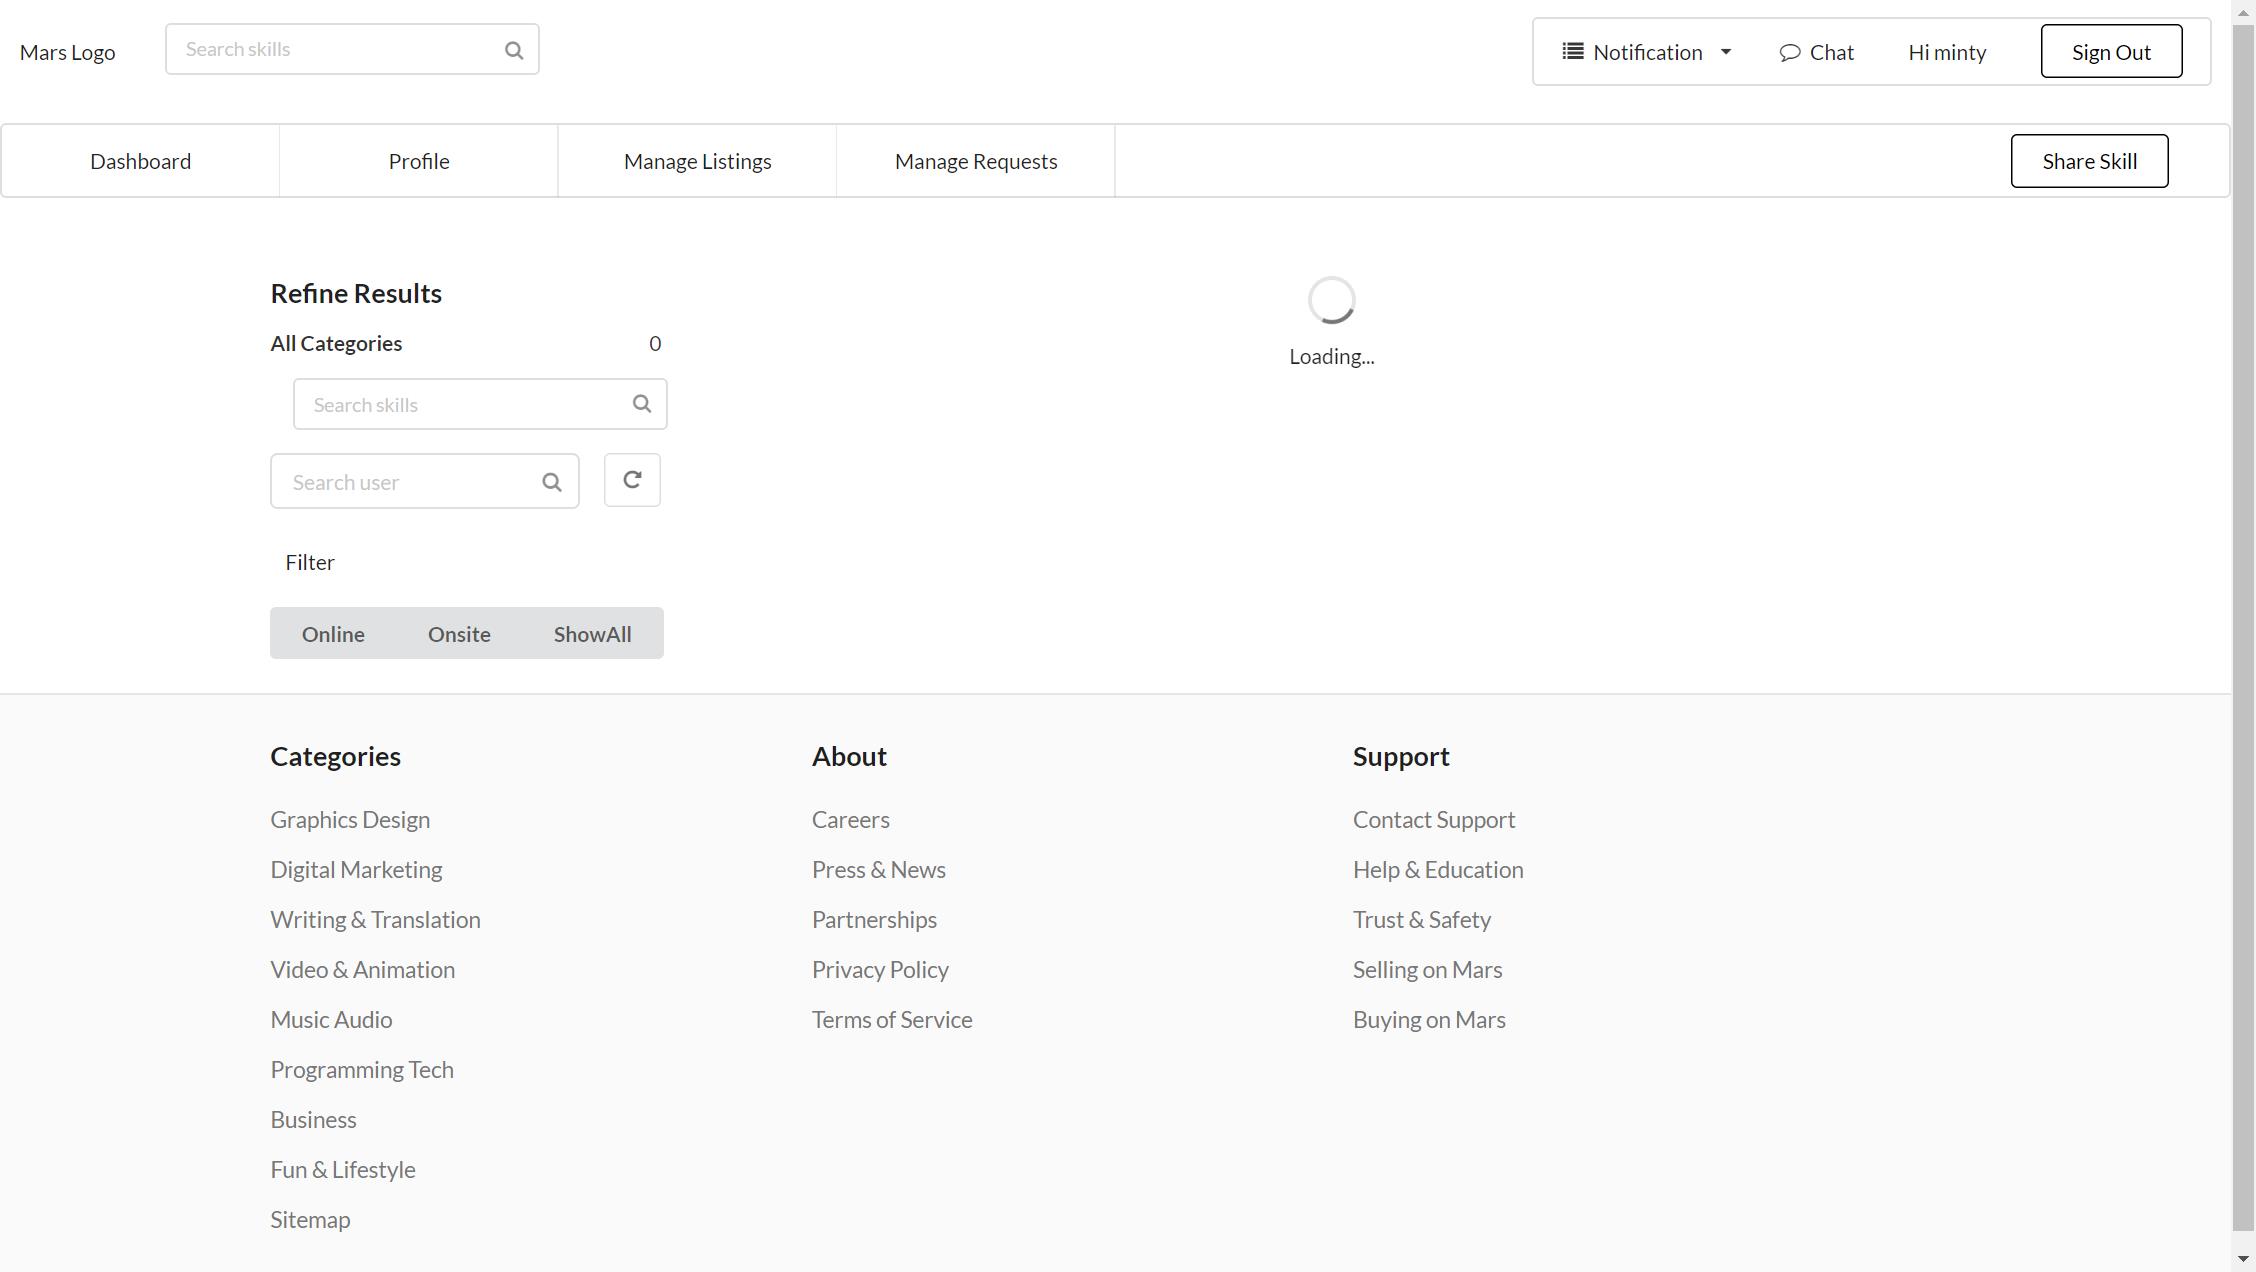 Mars Logo
Search skills
Notification
Chat
Hi minty
Sign Out
Dashboard
Profile
Manage Listings
Manage Requests
Share Skill
Refine Results
All Categories
0
Search skills
Search user
Filter
Online
Onsite
ShowAll
Loading...
Categories
Graphics Design
Digital Marketing
Writing & Translation
Video & Animation
Music Audio
Programming Tech
Business
Fun & Lifestyle
Sitemap
About
Careers
Press & News
Partnerships
Privacy Policy
Terms of Service
Support
Contact Support
Help & Education
Trust & Safety
Selling on Mars
Buying on Mars